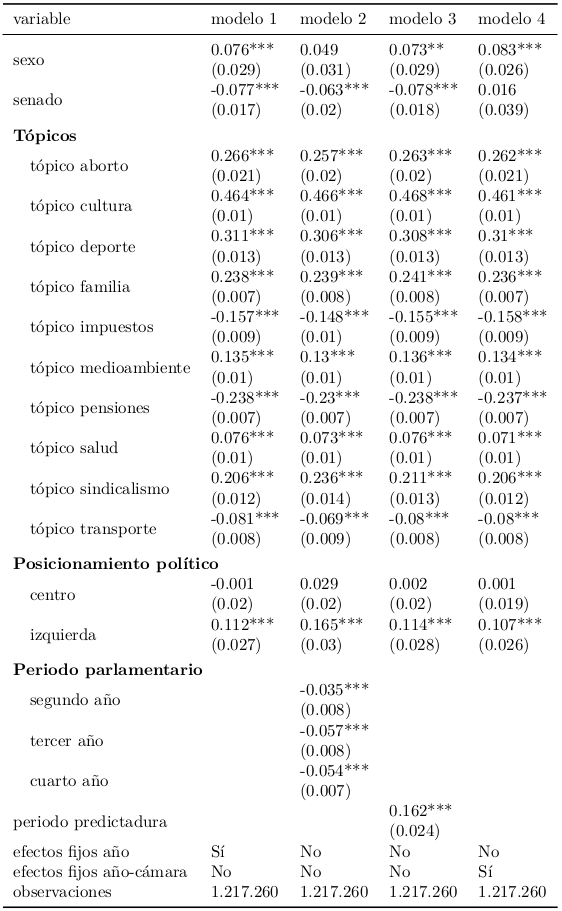 variable modelo 1 modelo 2 modelo 3 modelo 4
sexo 0.076*** 0.049 0.073** 0.083***
(0.029) (0.031) (0.029) (0.026)
senado -0.077*** -0.063*** -0.078*** 0.016
(0.017) (0.02) (0.018) (0.039)
Tópicos
tópico aborto 0.266*** 0.257*** 0.263*** 0.262***
(0.021) (0.02) (0.02) (0.021)
tópico cultura 0.464*** 0.466*** 0.468*** 0.461***
(0.01) (0.01) (0.01) (0.01)
tópico deporte 0.311*** 0.306*** 0.308*** 0.31***
(0.013) (0.013) (0.013) (0.013)
tópico familia 0.238*** 0.239*** 0.241*** 0.236***
(0.007) (0.008) (0.008) (0.007)
tópico impuestos -0.157*** -0.148*** -0.155*** -0.158***
(0.009) (0.01) (0.009) (0.009)
tópico medioambiente 0.135*** 0.13*** 0.136*** 0.134***
(0.01) (0.01) (0.01) (0.01)
tópico pensiones -0.238*** -0.23*** -0.238*** -0.237***
(0.007) (0.007) (0.007) (0.007)
tópico salud 0.076*** 0.073*** 0.076*** 0.071***
(0.01) (0.01) (0.01) (0.01)
tópico sindicalismo 0.206*** 0.236*** 0.211*** 0.206***
(0.012) (0.014) (0.013) (0.012)
tópico transporte -0.081*** -0.069*** -0.08*** -0.08***
(0.008) (0.009) (0.008) (0.008)
Posicionamiento político
centro -0.001 0.029 0.002 0.001
(0.02) (0.02) (0.02) (0.019)
izquierda 0.112*** 0.165*** 0.114*** 0.107***
(0.027) (0.03) (0.028) (0.026)
Periodo parlamentario
segundo año -0.035***
(0.008)
tercer año -0.057***
(0.008)
cuarto año -0.054***
(0.007)
periodo predictadura 0.162***
(0.024)
efectos fijos año Sí No No No
efectos fijos año-cámara No No No Sí
observaciones 1.217.260 1.217.260 1.217.260 1.217.260